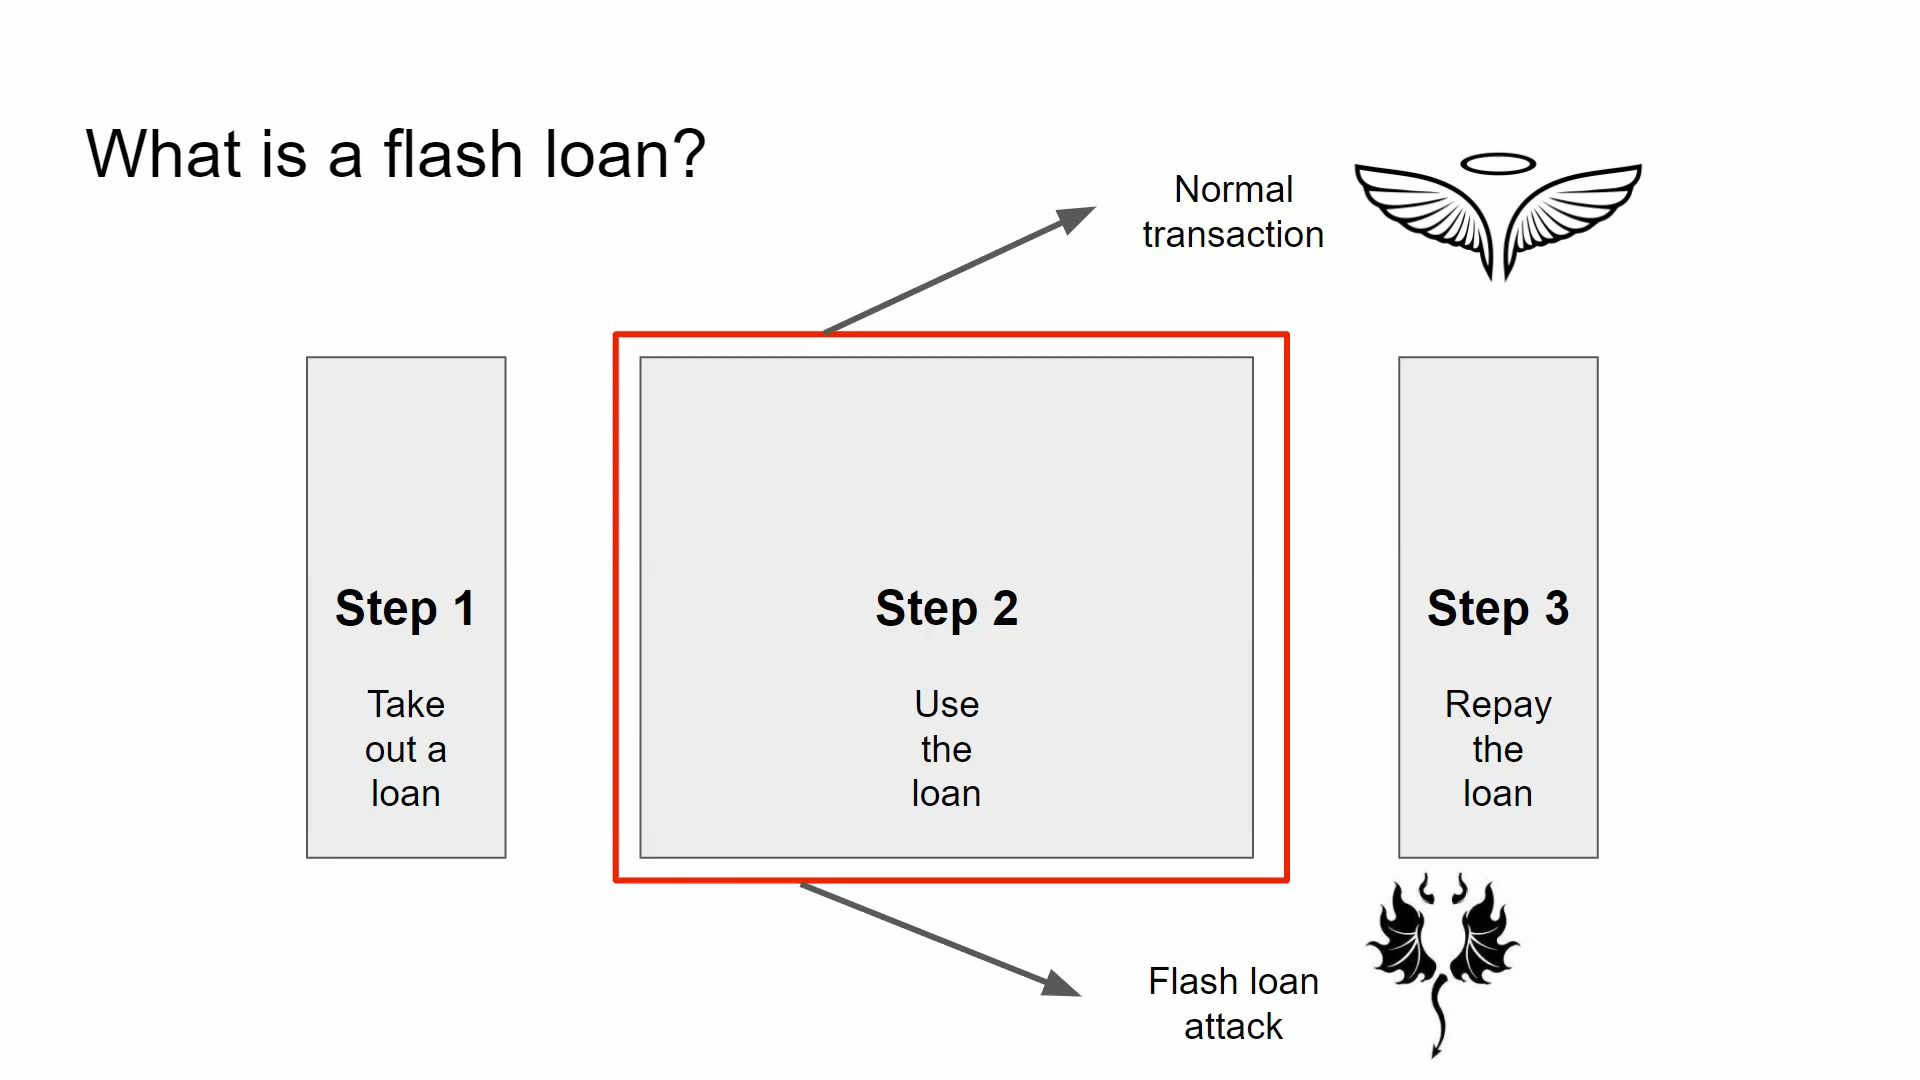 What is a flash loan?
Normal
transaction
Step 1
Take
out a
loan
Step 2
Use
the
loan
Step 3
Repay
the
loan
Flash loan
attack